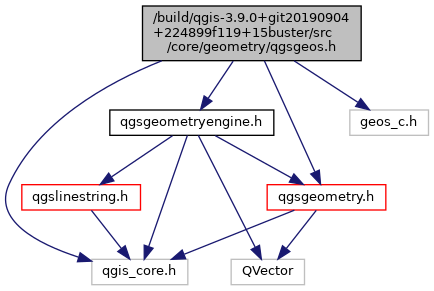 /build/qgis-3.9.0+git20190904
+224899f119+15buster/src
/core/geometry/qgsgeos.h
qgsgeometryengine.h
geos_c.h
qgslinestring.h
qgsgeometry.h
qgis_core.h
QVector